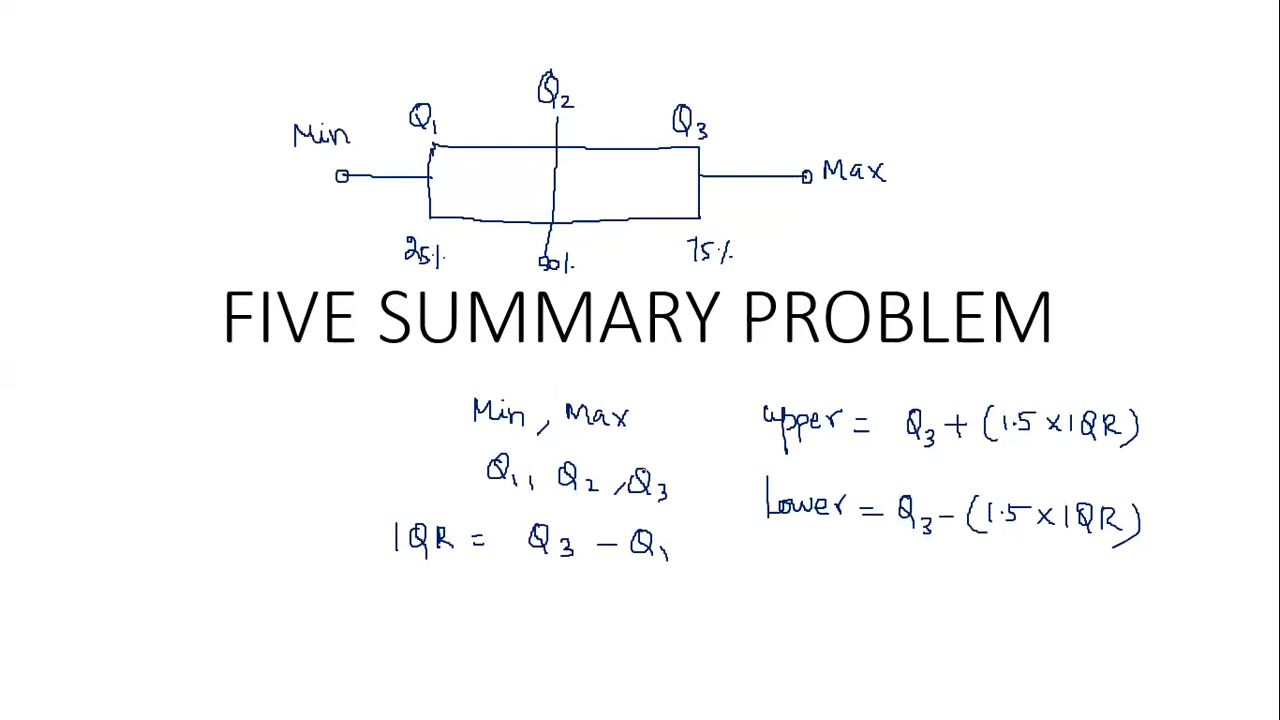 Q2
Q1 Q3
Min
Max
25% 50% 75%
FIVE SUMMARY PROBLEM
Min, Max
Q1, Q2, Q3
IQR = Q3 - Q1
upper = Q3 + (1.5 x IQR)
Lower = Q3 - (1.5 x IQR)